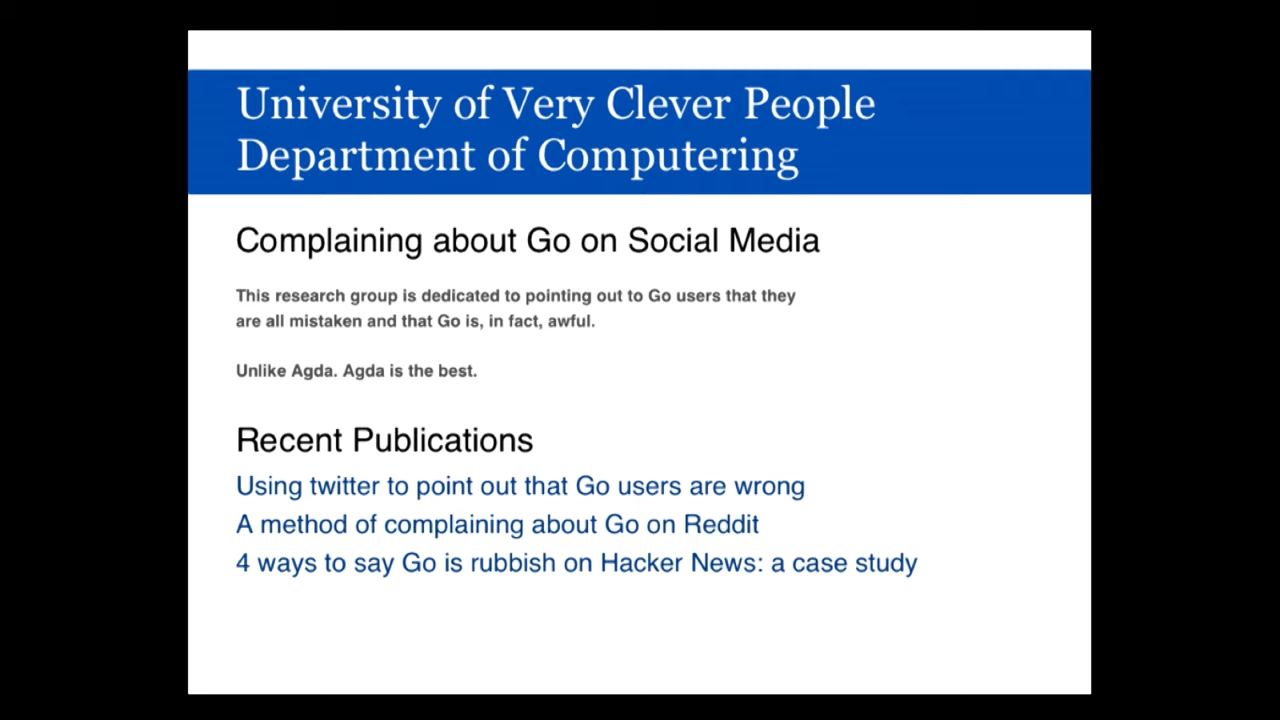 University of Very Clever People
Department of Computering
Complaining about Go on Social Media
This research group is dedicated to pointing out to Go users that they
are all mistaken and that Go is, in fact, awful.
Unlike Agda. Agda is the best.
Recent Publications
Using twitter to point out that Go users are wrong
A method of complaining about Go on Reddit
4 ways to say Go is rubbish on Hacker News: a case study